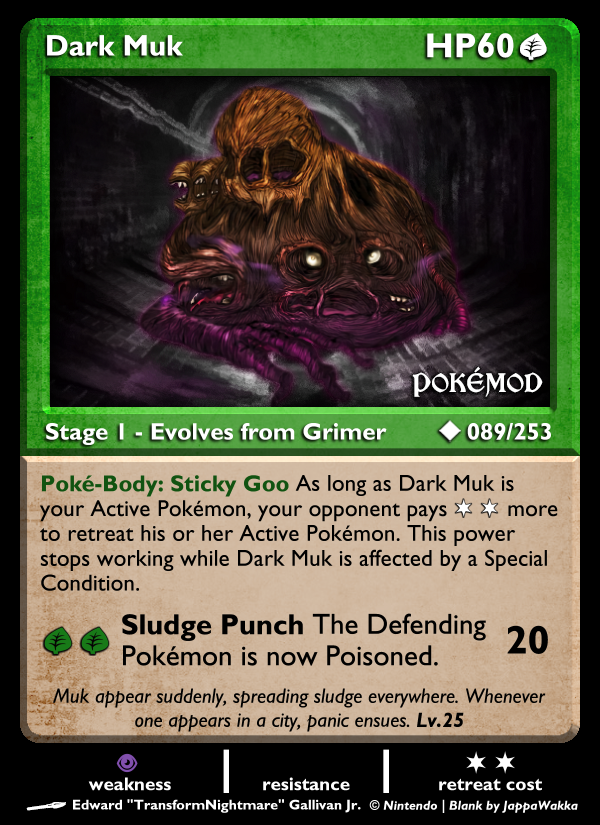 Dark Muk HP60
POKÉMOD
Stage 1 - Evolves from Grimer 089/253
Poké-Body: Sticky Goo As long as Dark Muk is
your Active Pokémon, your opponent pays more
to retreat his or her Active Pokémon. This power
stops working while Dark Muk is affected by a Special
Condition.
Sludge Punch The Defending
Pokémon is now Poisoned.
20
Muk appear suddenly, spreading sludge everywhere. Whenever
one appears in a city, panic ensues. Lv.25
weakness resistance retreat cost
Edward "TransformNightmare" Gallivan Jr. © Nintendo | Blank by JappaWakka